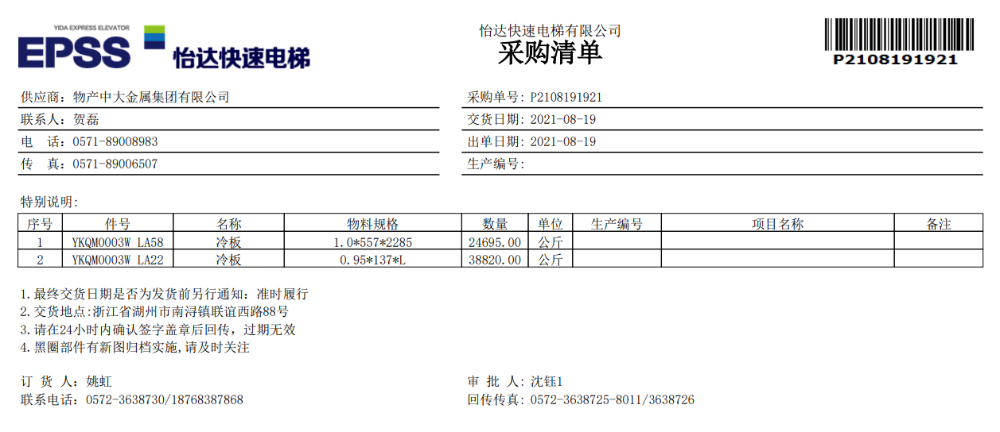 YIDA EXPRESS ELEVATOR
EPSS 怡达快速电梯
怡达快速电梯有限公司
采购清单
P2108191921
供应商：物产中大金属集团有限公司 采购单号: P2108191921
联系人：贺磊 交货日期: 2021-08-19
电 话：0571-89008983 出单日期: 2021-08-19
传 真：0571-89006507 生产编号:
特别说明:
序号 件号 名称 物料规格 数量 单位 生产编号 项目名称 备注
1 YKQM0003W LA58 冷板 1.0*557*2285 24695.00 公斤
2 YKQM0003W LA22 冷板 0.95*137*L 38820.00 公斤
1.最终交货日期是否为发货前另行通知：准时履行
2.交货地点:浙江省湖州市南浔镇联谊西路88号
3.请在24小时内确认签字盖章后回传，过期无效
4.黑圈部件有新图归档实施,请及时关注
订 货 人：姚虹 审 批 人: 沈钰1
联系电话：0572-3638730/18768387868 回传传真: 0572-3638725-8011/3638726